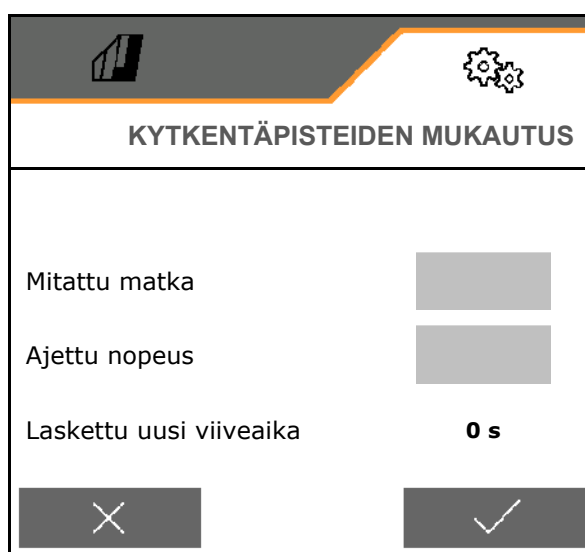 KYTKENTÄPISTEIDEN MUKAUTUS
Mitattu matka
Ajettu nopeus
Laskettu uusi viiveaika 0 s